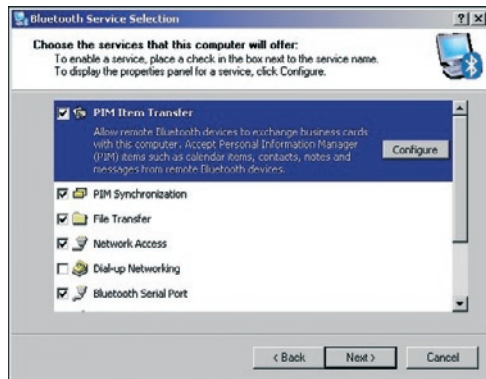 Bluetooth Service Selection
Choose the services that this computer will offer:
To enable a service, place a check in the box next to the service name.
To display the properties panel for a service, click Configure.
PIM Item Transfer
Allow remote Bluetooth devices to exchange business cards
with this computer. Accept Personal Information Manager
(PIM) items such as calendar items, contacts, notes and
messages from remote Bluetooth devices.
Configure
PIM Synchronization
File Transfer
Network Access
Dial-up Networking
Bluetooth Serial Port
< Back
Next >
Cancel